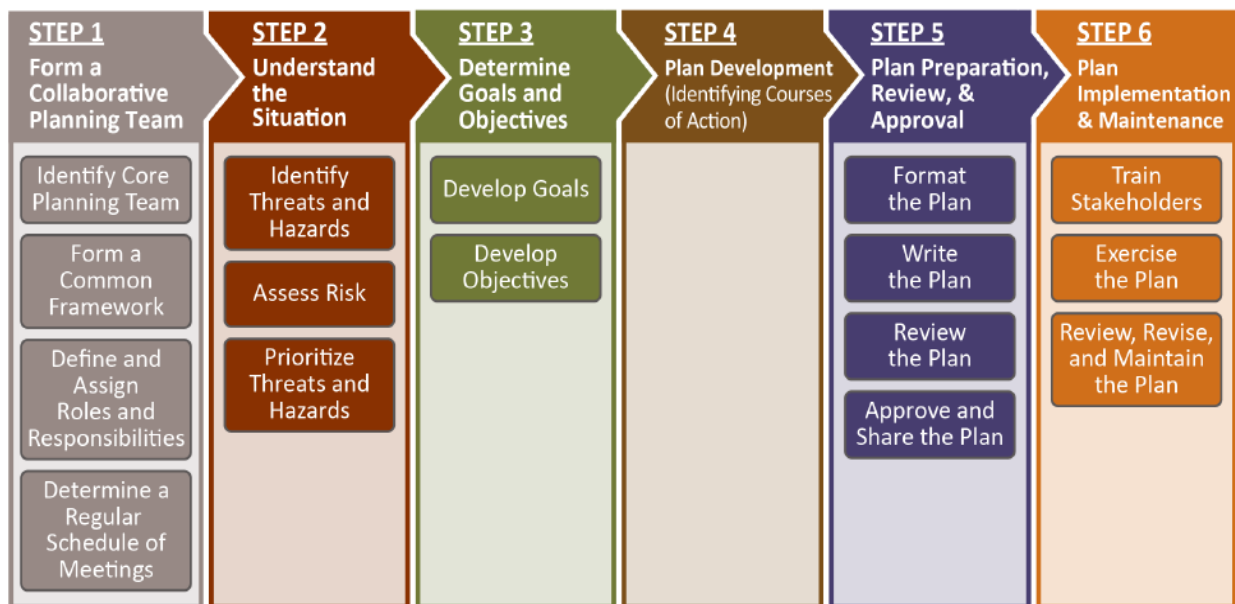 STEP 1
Form a
Collaborative
Planning Team
Identify Core
Planning Team
Form a
Common
Framework
Define and
Assign
Roles and
Responsibilities
Determine a
Regular
Schedule of
Meetings
STEP 2
Understand
the
Situation
Identify
Threats and
Hazards
Assess Risk
Prioritize
Threats and
Hazards
STEP 3
Determine
Goals and
Objectives
Develop Goals
Develop
Objectives
STEP 4
Plan Development
(Identifying Courses
of Action)
STEP 5
Plan Preparation,
Review, &
Approval
Format
the Plan
Write
the Plan
Review
the Plan
Approve and
Share the Plan
STEP 6
Plan
Implementation
& Maintenance
Train
Stakeholders
Exercise
the Plan
Review, Revise,
and Maintain
the Plan